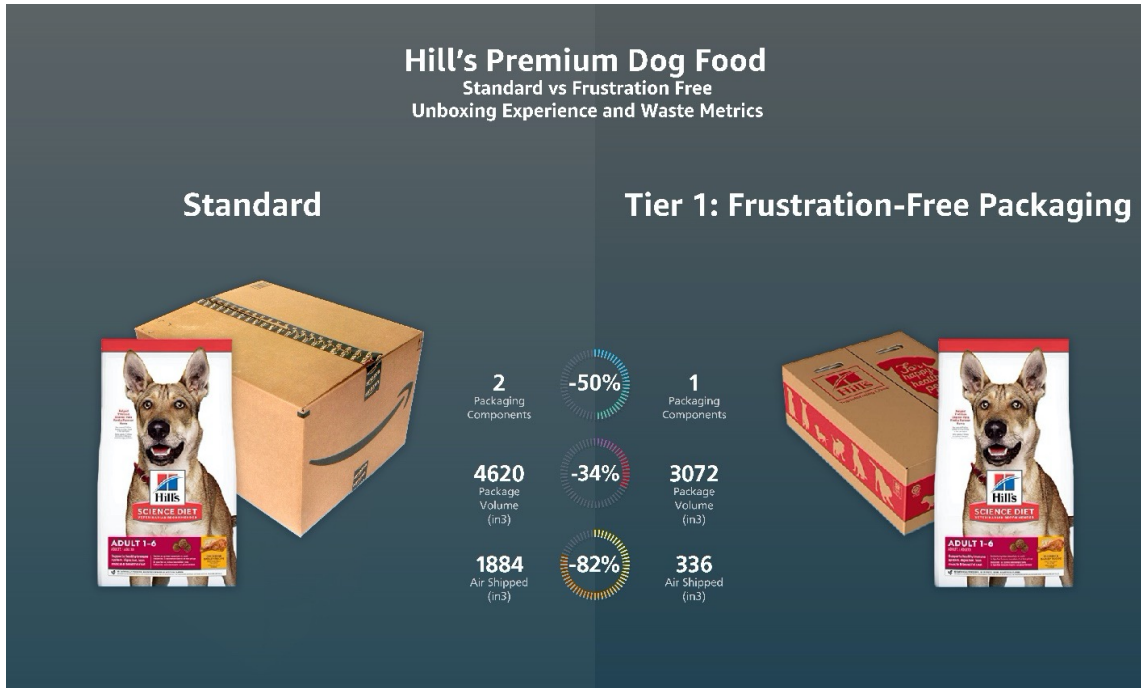 Hill's Premium Dog Food
Standard vs Frustration Free
Unboxing Experience and Waste Metrics
Standard
Tier 1: Frustration-Free Packaging
2
Packaging
Components
-50%
1
Packaging
Components
4620
Package
Volume
(in3)
-34%
3072
Package
Volume
(in3)
1884
Air Shipped
(in3)
-82%
336
Air Shipped
(in3)
Hill's
SCIENCE DIET
ADULT 1-6
Hill's
Hill's
SCIENCE DIET
ADULT 1-6